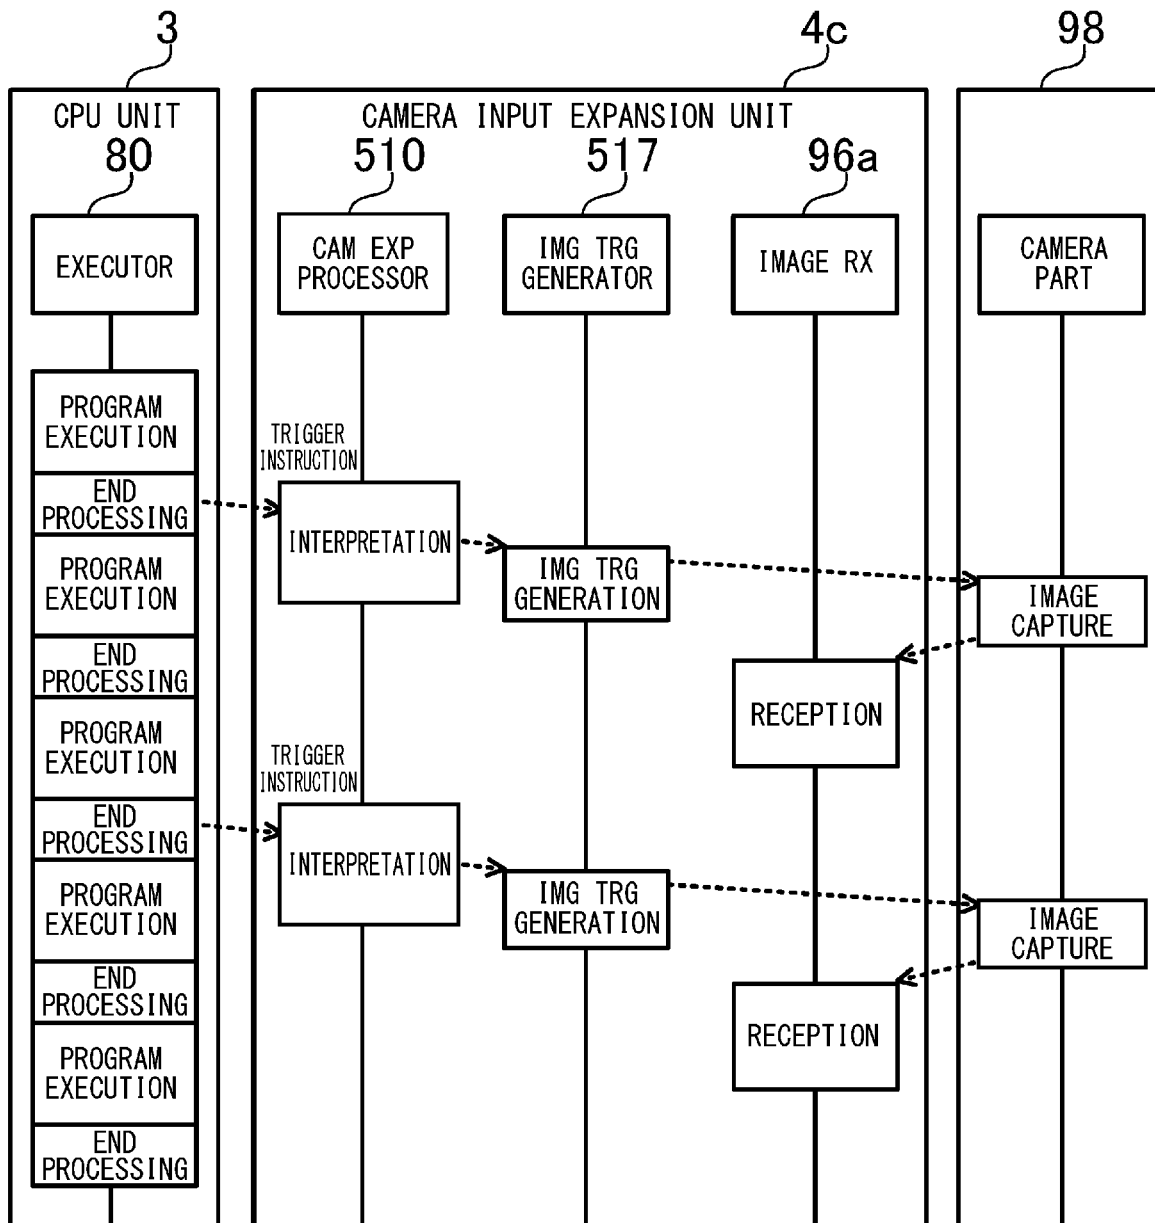 3
4c
98
CPU UNIT
CAMERA INPUT EXPANSION UNIT
80
510
517
96a
EXECUTOR
CAM EXP
PROCESSOR
IMG TRG
GENERATOR
IMAGE RX
CAMERA
PART
PROGRAM
EXECUTION
TRIGGER
INSTRUCTION
END
PROCESSING
INTERPRETATION
PROGRAM
EXECUTION
IMG TRG
GENERATION
IMAGE
CAPTURE
END
PROCESSING
RECEPTION
PROGRAM
EXECUTION
TRIGGER
INSTRUCTION
END
PROCESSING
INTERPRETATION
PROGRAM
EXECUTION
IMG TRG
GENERATION
IMAGE
CAPTURE
END
PROCESSING
RECEPTION
PROGRAM
EXECUTION
END
PROCESSING